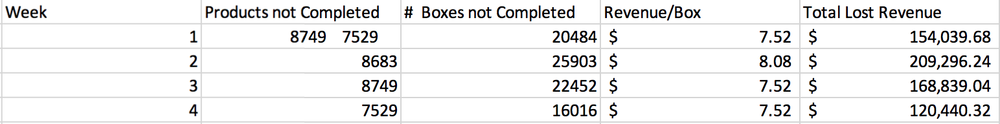 Week Products not Completed # Boxes not Completed Revenue/Box Total Lost Revenue
1 8749 7529 20484 $ 7.52 $ 154,039.68
2 8683 25903 $ 8.08 $ 209,296.24
3 8749 22452 $ 7.52 $ 168,839.04
4 7529 16016 $ 7.52 $ 120,440.32